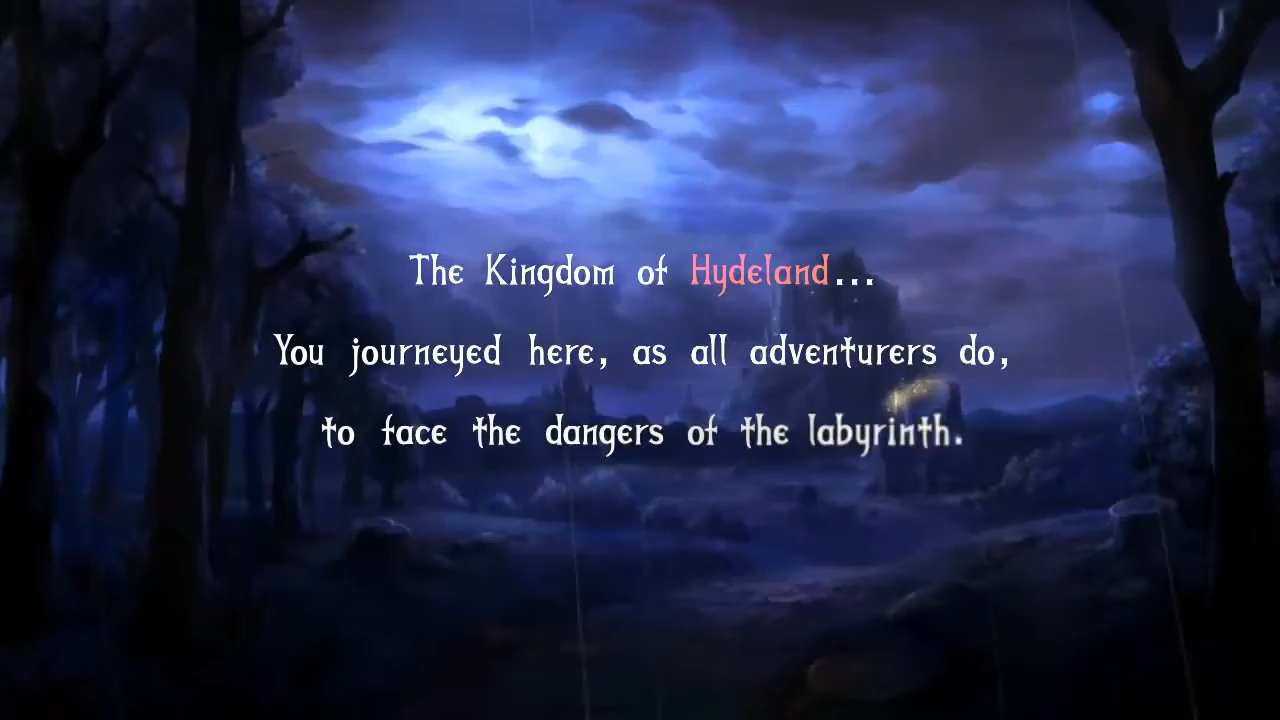 The Kingdom of Hydeland...
You journeyed here, as all adventurers do,
to face the dangers of the labyrinth.